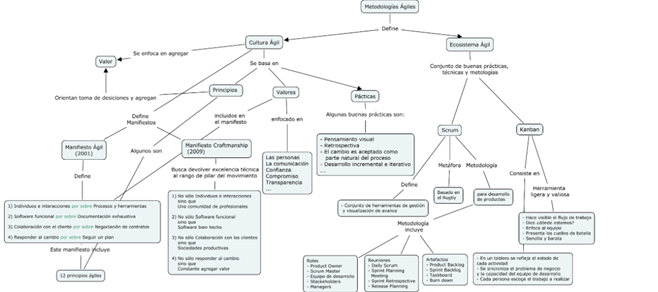 Metodologías Ágiles
Define
Cultura Ágil
Ecosistema Ágil
Se enfoca en agregar
Valor
Se basa en
Conjunto de buenas prácticas,
técnicas y metologías
Orientan toma de desiciones y agregan
Principios
Valores
Pácticas
Define
Manifiestos
incluidos en
el manifesto
enfocado en
Algunas buenas prácticas son:
Scrum
Kanban
Manifiesto Ágil
(2001)
Algunos son
Manifiesto Craftmanship
(2009)
Busca devolver excelencia técnica
al rango de pilar del movimiento
Las personas
La comunicación
Confianza
Compromiso
Transparencia
...
- Pensamiento visual
- Retrospectiva
- El cambio es aceptado como
parte natural del proceso
- Desarrollo incremental e iterativo
...
Define
Metáfora
Metodología
Consiste en
Herramienta
ligera y valiosa
Define
1) Individuos e interacciones por sobre Procesos y herramientas
2) Software funcional por sobre Documentación exhaustiva
3) Colaboración con el cliente por sobre Negociación de contratos
4) Responder al cambio por sobre Seguir un plan
1) No sólo Individuos e interacciones
sino que
Una comunidad de profesionales
2) No sólo Software funcional
sino que
Software bien hecho
3) No sólo Colaboración con los clientes
sino que
Sociedades productivas
4) No sólo responder al cambio
sino que
Constante agregar valor
Este manifiesto incluye
12 principios ágiles
- Conjunto de herramientas de gestión
y visualización de avance
Basado en
el Rugby
para desarrollo
de productos
Metodología
incluye
- Hace visible el flujo de trabajo
- Dice ¿dónde estamos?
- Enfoca al equipo
- Presenta los cuellos de botella
- Sencilla y barata
Roles
- Product Owner
- Scrum Master
- Equipo de desarrollo
- Stackeholders
- Managers
Reuniones
- Daily Scrum
- Sprint Planning
Meeting
- Sprint Retrospective
- Release Planning
Artefactos
- Product Backlog
- Sprint Backlog
- Taskboard
- Burn down
- En un tablero se refleja el estado de
cada actividad
- Se sincroniza el problema de negocio
y la capacidad del equipo de desarrollo
- Cada persona escoge el trabajo a realizar